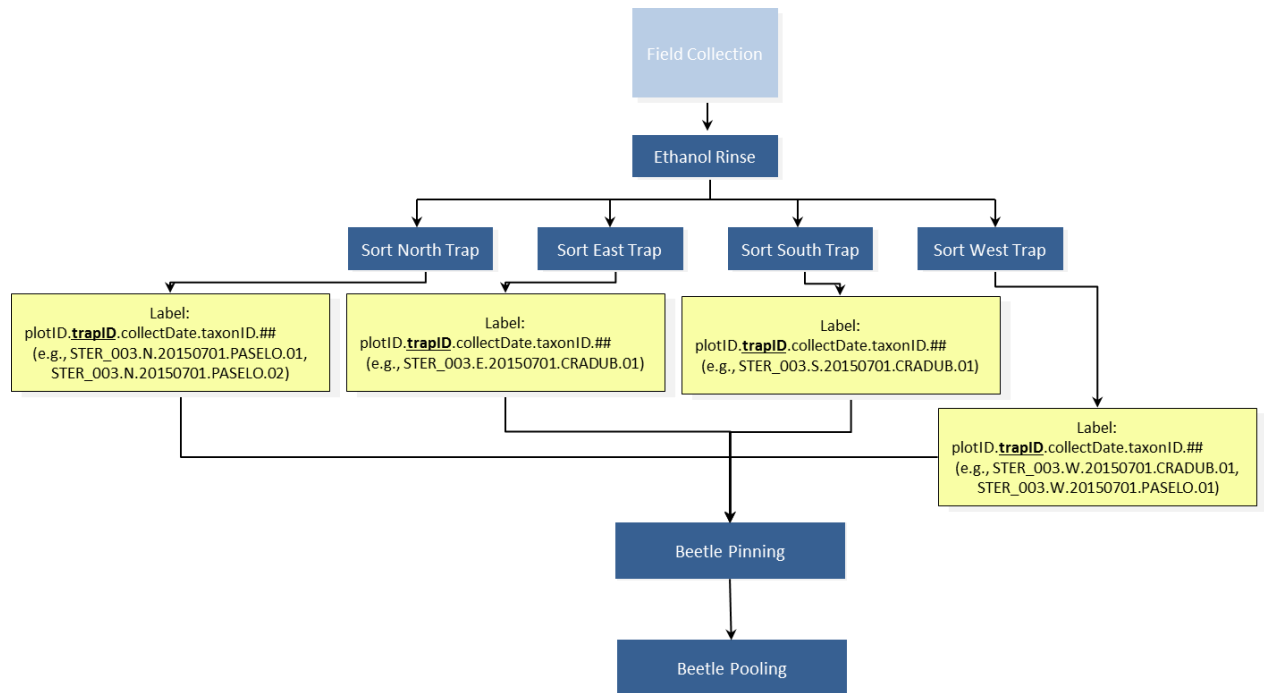 Field Collection
Ethanol Rinse
Sort North Trap
Sort East Trap
Sort South Trap
Sort West Trap
Label:
plotID.trapID.collectDate.taxonID.##
(e.g., STER_003.N.20150701.PASELO.01,
STER_003.N.20150701.PASELO.02)
Label:
plotID.trapID.collectDate.taxonID.##
(e.g., STER_003.E.20150701.CRADUB.01)
Label:
plotID.trapID.collectDate.taxonID.##
(e.g., STER_003.S.20150701.CRADUB.01)
Label:
plotID.trapID.collectDate.taxonID.##
(e.g., STER_003.W.20150701.CRADUB.01,
STER_003.W.20150701.PASELO.01)
Beetle Pinning
Beetle Pooling